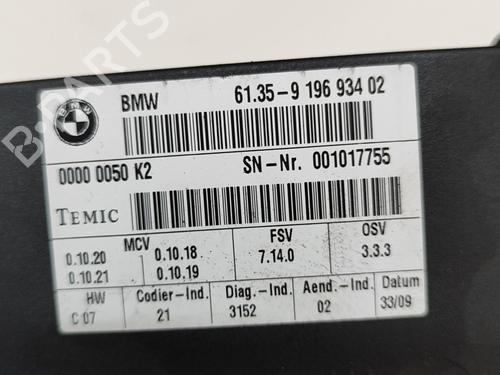 BMW
BMW 61.35-9 196 934 02
0000 0050 K2 SN-Nr. 001017755
TEMIC
MCV FSV OSV
0.10.20 0.10.18 7.14.0 3.3.3
0.10.21 0.10.19
HW Codier-Ind. Diag.-Ind. Aend.-Ind. Datum
C 07 21 3152 02 33/09
B-PARTS